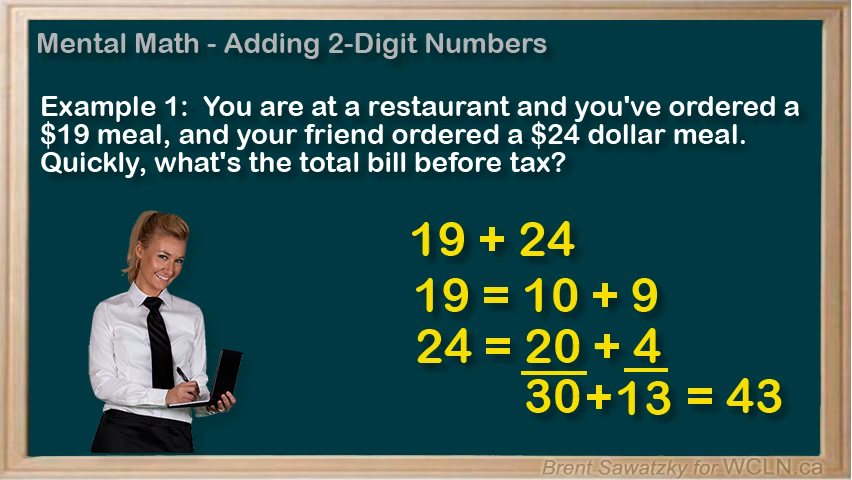 Mental Math - Adding 2-Digit Numbers
Example 1:  You are at a restaurant and you've ordered a
$19 meal, and your friend ordered a $24 dollar meal.
Quickly, what's the total bill before tax?
19 + 24
19 = 10 + 9
24 = 20 + 4
30+13 = 43
Brent Sawatzky for WCLN.ca